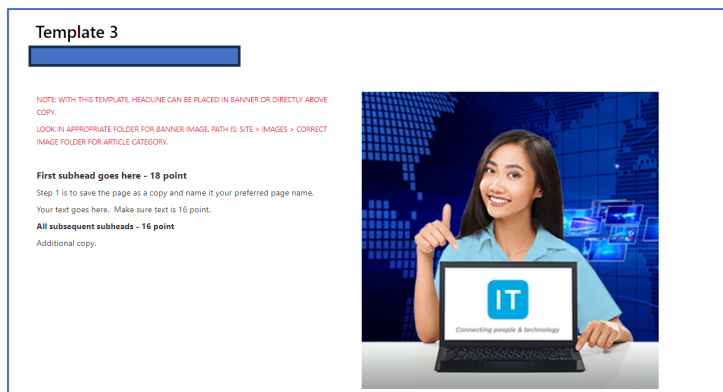 Template 3
NOTE: WITH THIS TEMPLATE, HEADLINE CAN BE PLACED IN BANNER OR DIRECTLY ABOVE
COPY.
LOOK IN APPROPRIATE FOLDER FOR BANNER IMAGE. PATH IS: SITE > IMAGES > CORRECT
IMAGE FOLDER FOR ARTICLE CATEGORY.
First subhead goes here - 18 point
Step 1 is to save the page as a copy and name it your preferred page name.
Your text goes here.  Make sure text is 16 point.
All subsequent subheads - 16 point
Additional copy.
IT
Connecting people & technology